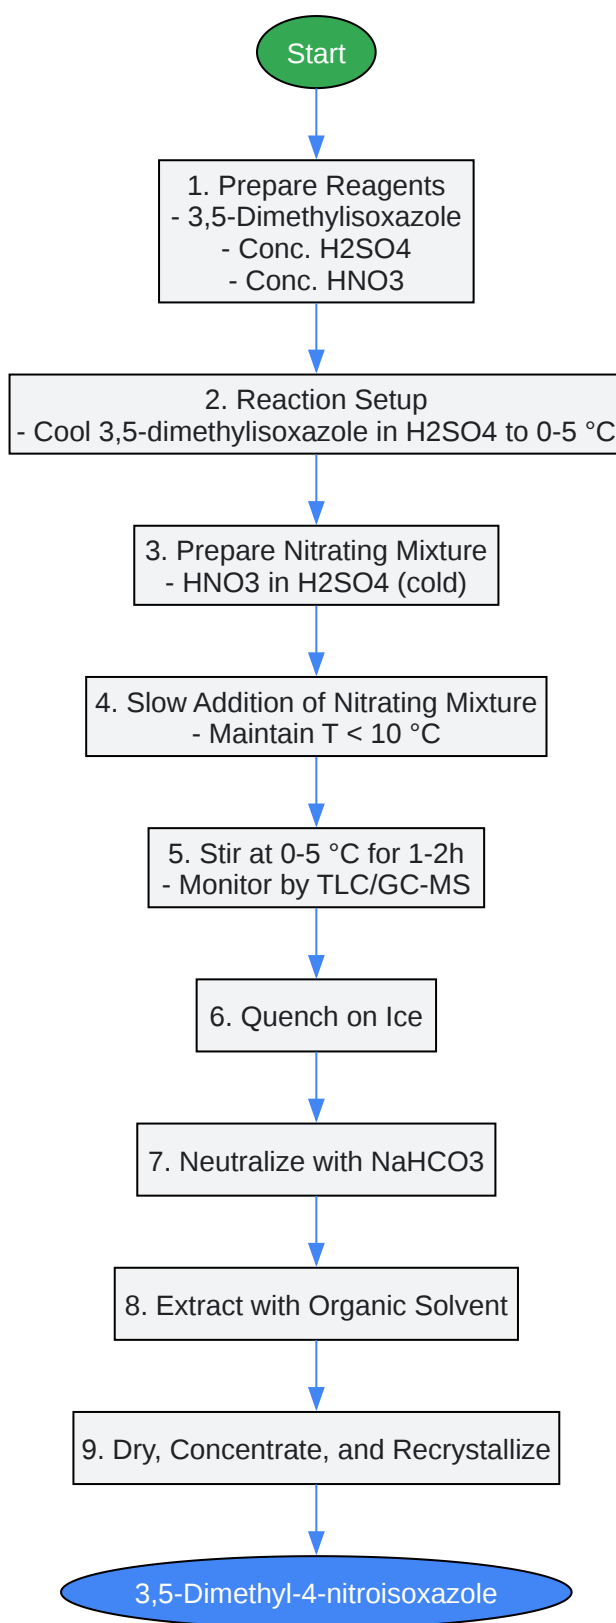 Start
1. Prepare Reagents
- 3,5-Dimethylisoxazole
- Conc. H2SO4
- Conc. HNO3
2. Reaction Setup
- Cool 3,5-dimethylisoxazole in H2SO4 to 0-5 °C
3. Prepare Nitrating Mixture
- HNO3 in H2SO4 (cold)
4. Slow Addition of Nitrating Mixture
- Maintain T < 10 °C
5. Stir at 0-5 °C for 1-2h
- Monitor by TLC/GC-MS
6. Quench on Ice
7. Neutralize with NaHCO3
8. Extract with Organic Solvent
9. Dry, Concentrate, and Recrystallize
3,5-Dimethyl-4-nitroisoxazole